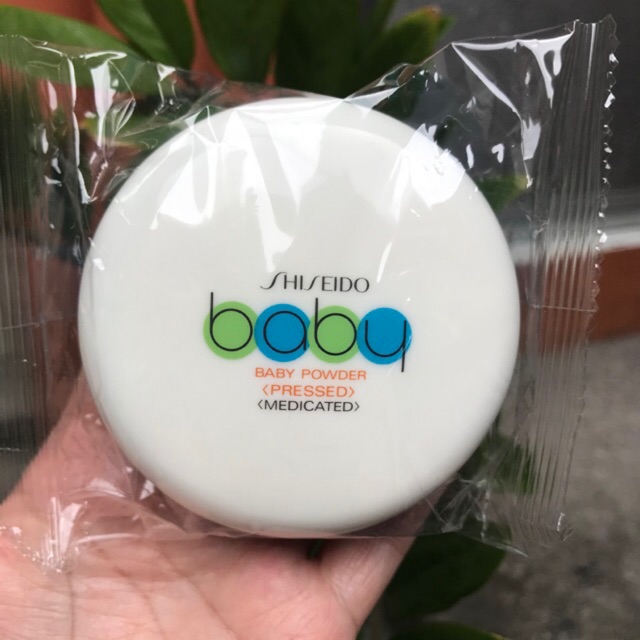 SHISEIDO
baby
BABY POWDER
〈PRESSED〉
〈MEDICATED〉